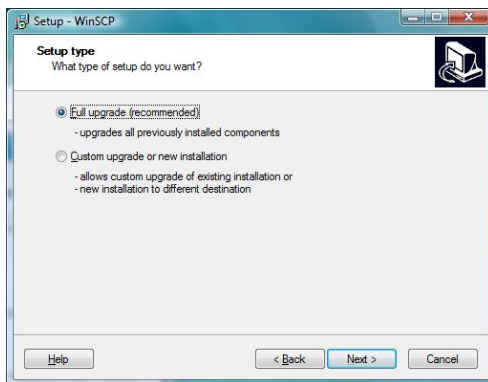 Setup - WinSCP
Setup type
What type of setup do you want?
Full upgrade (recommended)
- upgrades all previously installed components
Custom upgrade or new installation
- allows custom upgrade of existing installation or
- new installation to different destination
Help
< Back
Next >
Cancel